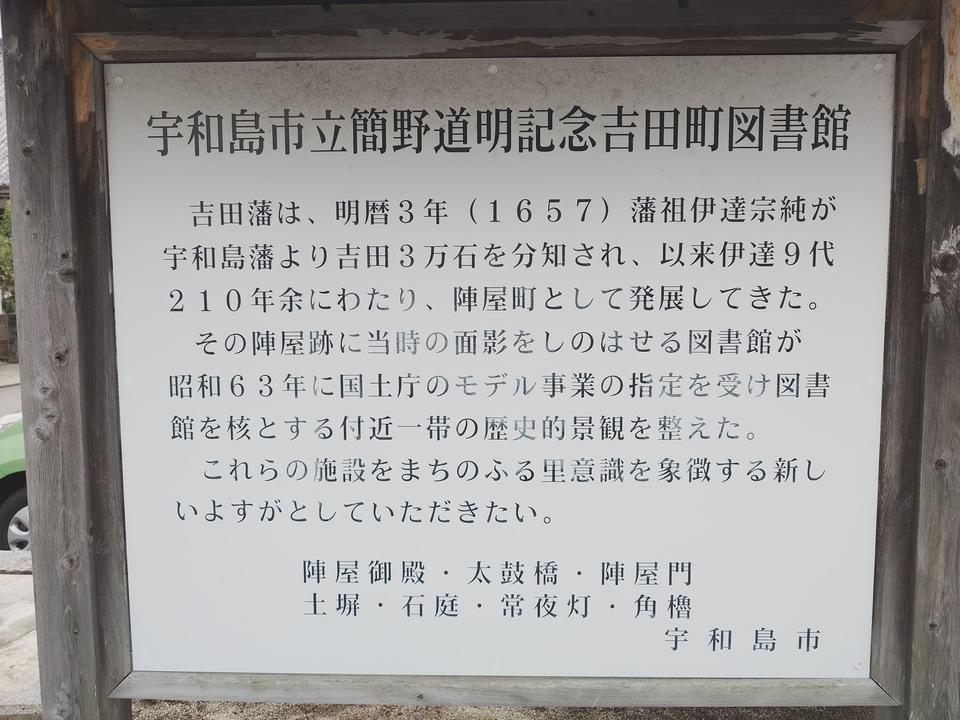 宇和島市立簡野道明記念吉田町図書館
吉田藩は、明暦３年（１６５７）藩祖伊達宗純が
宇和島藩より吉田３万石を分知され、以来伊達９代
２１０年余にわたり、陣屋町として発展してきた。
その陣屋跡に当時の面影をしのはせる図書館が
昭和６３年に国土庁のモデル事業の指定を受け図書
館を核とする付近一帯の歴史的景観を整えた。
これらの施設をまちのふる里意識を象徴する新し
いよすがとしていただきたい。
陣屋御殿・太鼓橋・陣屋門
土塀・石庭・常夜灯・角櫓
宇和島市